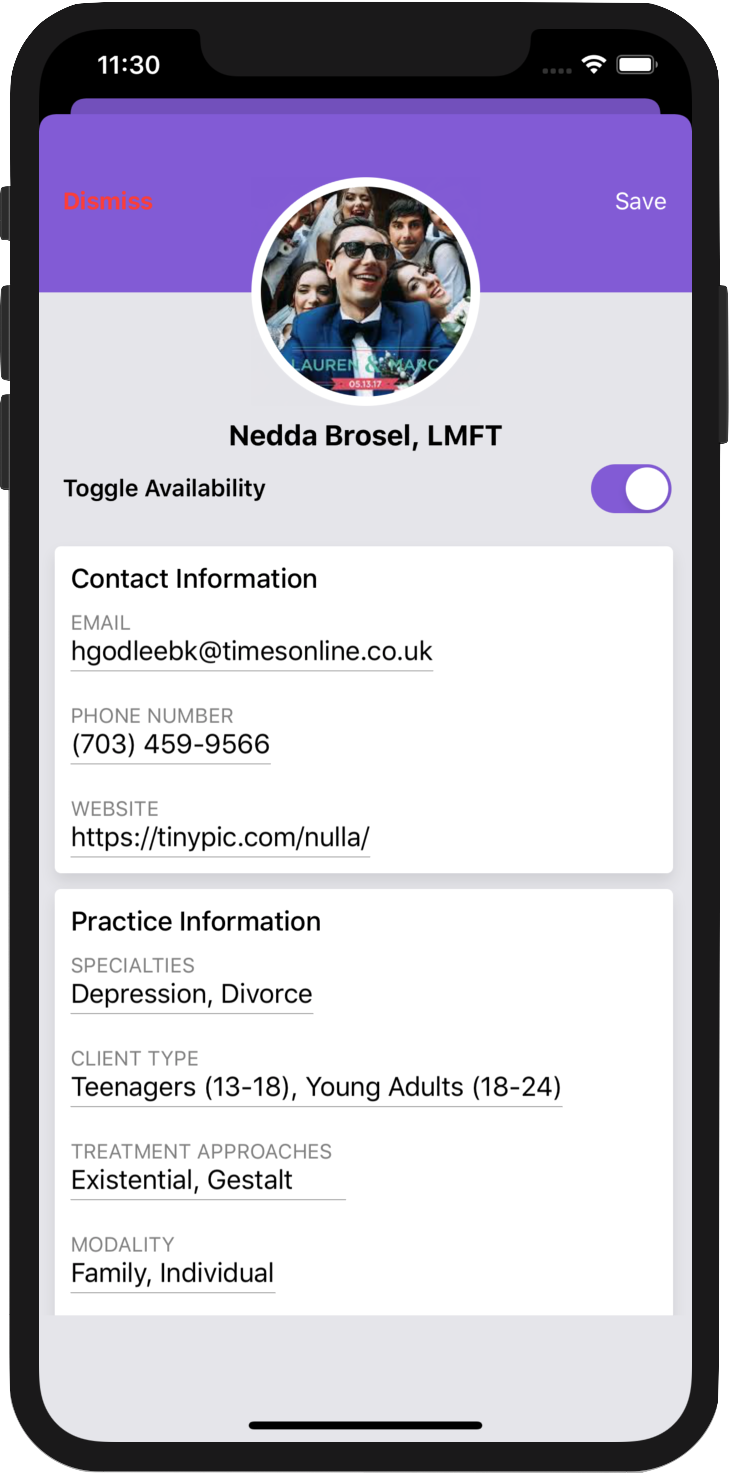 11:30
Dismiss
Save
LAUREN & MARC
05.13.17
Nedda Brosel, LMFT
Toggle Availability
Contact Information
EMAIL
hgodleebk@timesonline.co.uk
PHONE NUMBER
(703) 459-9566
WEBSITE
https://tinypic.com/nulla/
Practice Information
SPECIALTIES
Depression, Divorce
CLIENT TYPE
Teenagers (13-18), Young Adults (18-24)
TREATMENT APPROACHES
Existential, Gestalt
MODALITY
Family, Individual